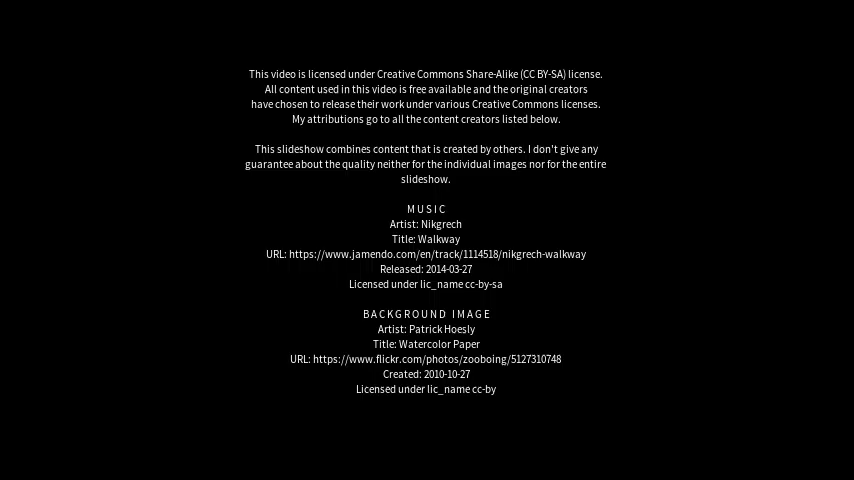 This video is licensed under Creative Commons Share-Alike (CC BY-SA) license.
All content used in this video is free available and the original creators
have chosen to release their work under various Creative Commons licenses.
My attributions go to all the content creators listed below.
This slideshow combines content that is created by others. I don't give any
guarantee about the quality neither for the individual images nor for the entire
slideshow.
MUSIC
Artist: Nikgrech
Title: Walkway
URL: https://www.jamendo.com/en/track/1114518/nikgrech-walkway
Released: 2014-03-27
Licensed under lic_name cc-by-sa
BACKGROUND IMAGE
Artist: Patrick Hoesly
Title: Watercolor Paper
URL: https://www.flickr.com/photos/zooboing/5127310748
Created: 2010-10-27
Licensed under lic_name cc-by